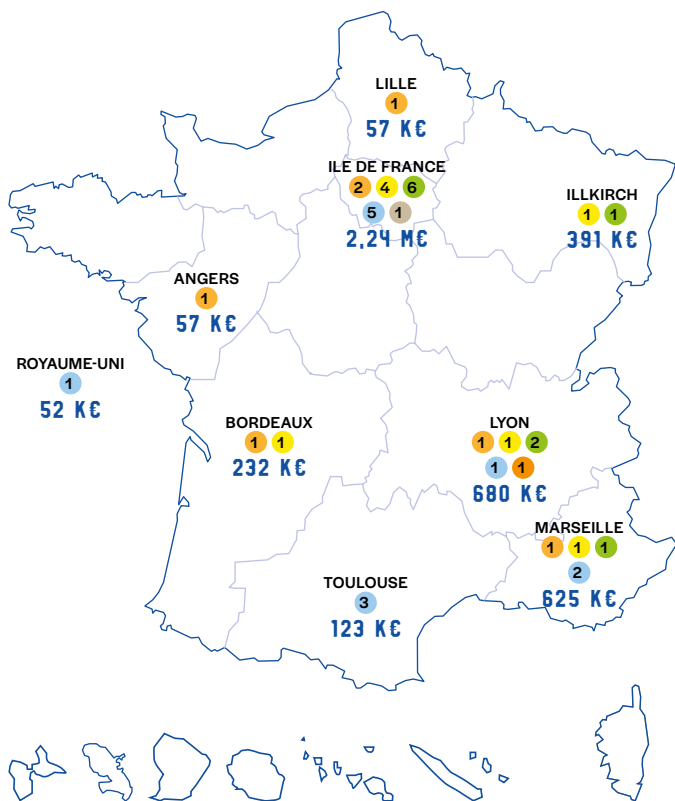 LILLE
1
57 K€
ILE DE FRANCE
2 4 6
5 1
2,24 M€
ILLKIRCH
1 1
391 K€
ANGERS
1
57 K€
ROYAUME-UNI
1
52 K€
BORDEAUX
1 1
232 K€
LYON
1 1 2
1 1
680 K€
MARSEILLE
1 1 1
2
625 K€
TOULOUSE
3
123 K€